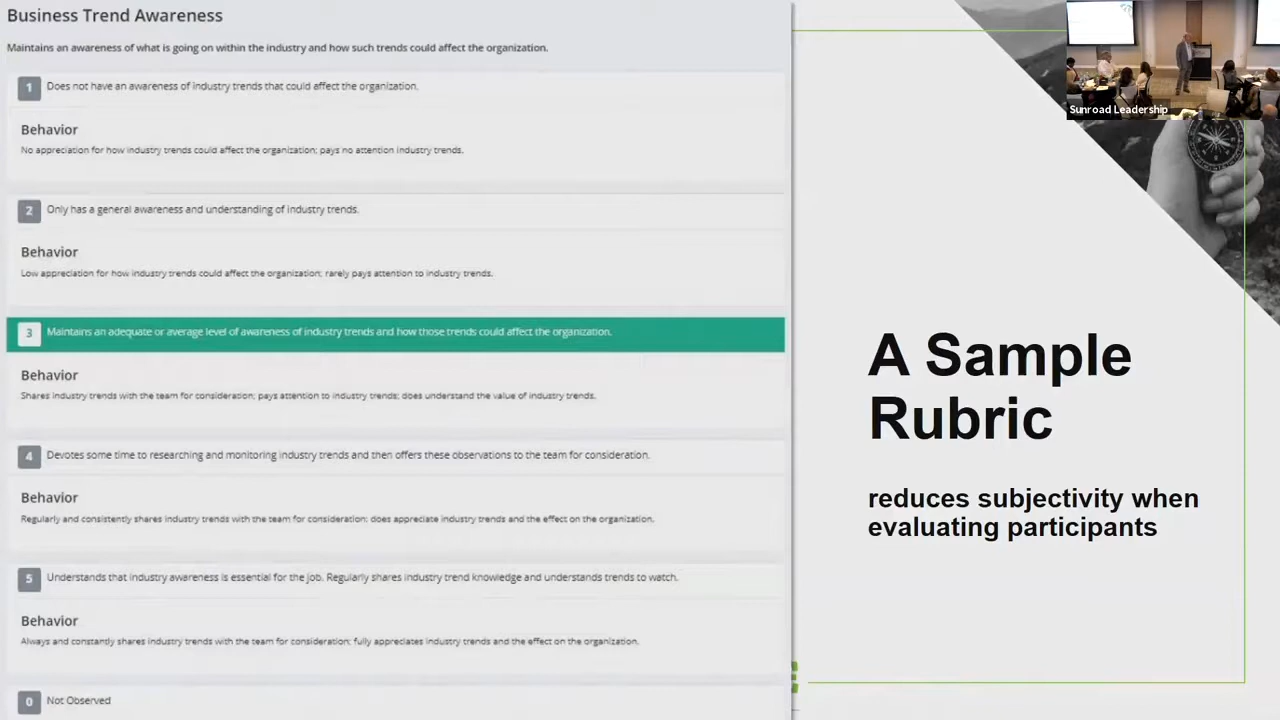 Business Trend Awareness
Maintains an awareness of what is going on within the industry and how such trends could affect the organization.
1 Does not have an awareness of industry trends that could affect the organization.
Behavior
No appreciation for how industry trends could affect the organization; pays no attention industry trends.
2 Only has a general awareness and understanding of industry trends.
Behavior
Low appreciation for how industry trends could affect the organization; rarely pays attention to industry trends.
3 Maintains an adequate or average level of awareness of industry trends and how those trends could affect the organization.
Behavior
Shares industry trends with the team for consideration; pays attention to industry trends; does understand the value of industry trends.
4 Devotes some time to researching and monitoring industry trends and then offers these observations to the team for consideration.
Behavior
Regularly and consistently shares industry trends with the team for consideration; does appreciate industry trends and the effect on the organization.
5 Understands that industry awareness is essential for the job. Regularly shares industry trend knowledge and understands trends to watch.
Behavior
Always and constantly shares industry trends with the team for consideration; fully appreciates industry trends and the effect on the organization.
0 Not Observed
Sunroad Leadership
A Sample
Rubric
reduces subjectivity when
evaluating participants